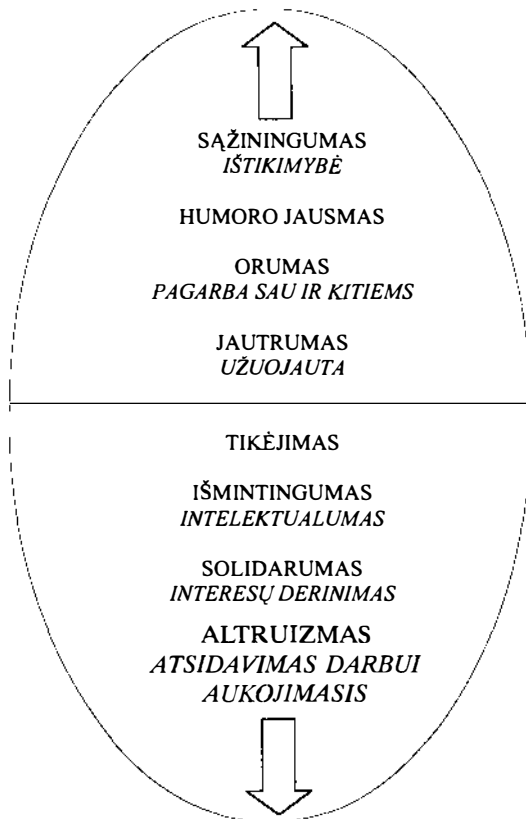 SĄŽININGUMAS
IŠTIKIMYBĖ
HUMORO JAUSMAS
ORUMAS
PAGARBA SAU IR KITIEMS
JAUTRUMAS
UŽUOJAUTA
TIKĖJIMAS
IŠMINTINGUMAS
INTELEKTUALUMAS
SOLIDARUMAS
INTERESŲ DERINIMAS
ALTRUIZMAS
ATSIDAVIMAS DARBUI
AUKOJIMASIS